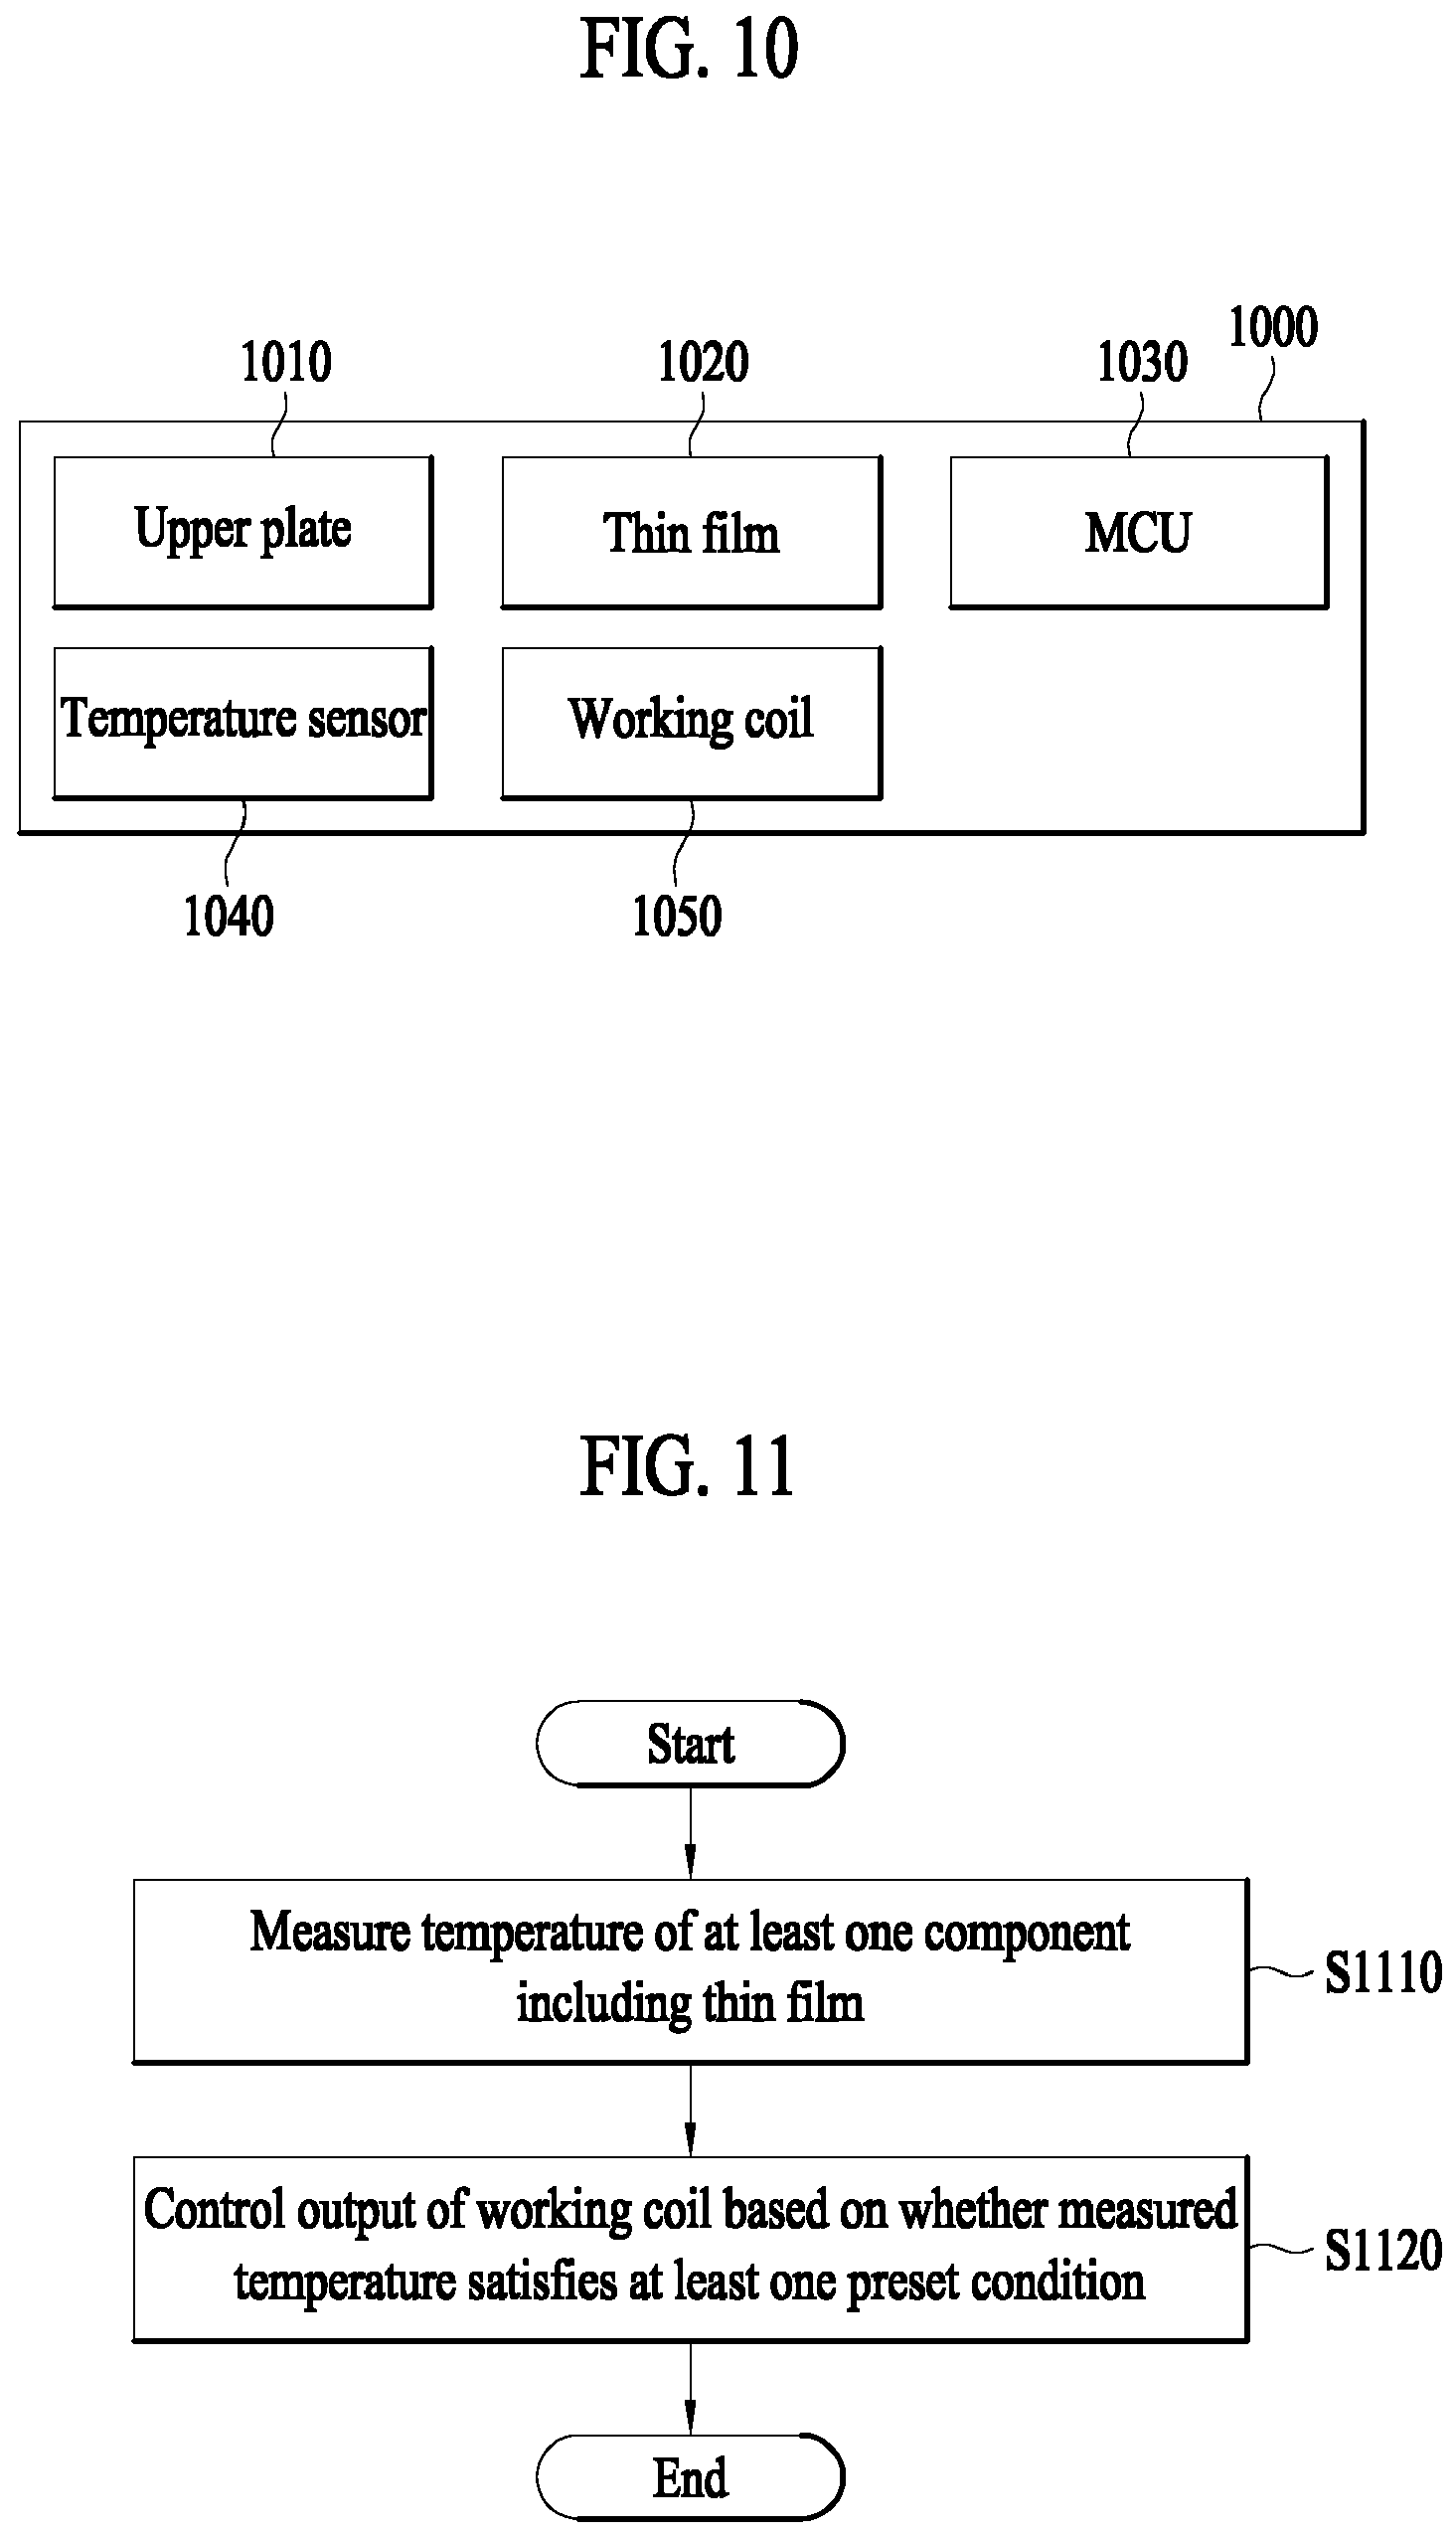 FIG. 10
1000
1010
1020
1030
Upper plate
Thin film
MCU
Temperature sensor
Working coil
1040
1050
FIG. 11
Start
Measure temperature of at least one component
including thin film
S1110
Control output of working coil based on whether measured
temperature satisfies at least one preset condition
S1120
End